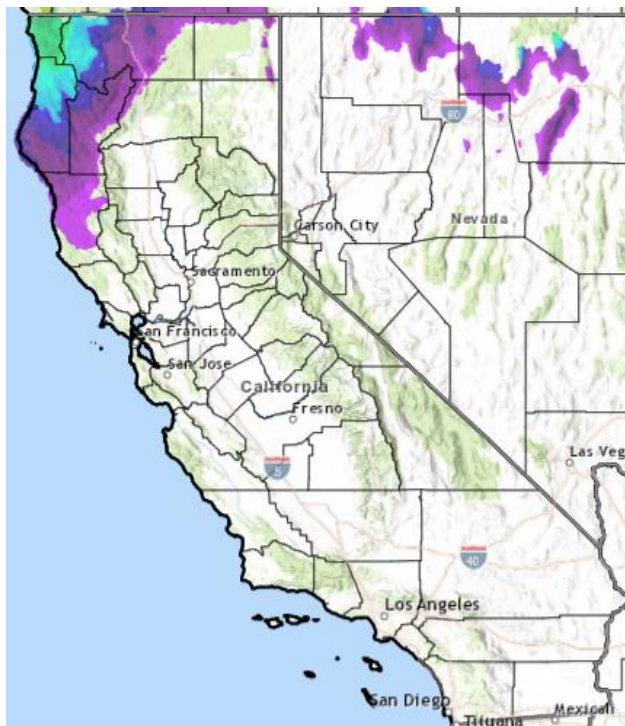 80
Nevada
Carson City
Sacramento
San Francisco
San Jose
California
Fresno
5
Las Veg
40
Los Angeles
San Diego
Tijuana
Mexicali